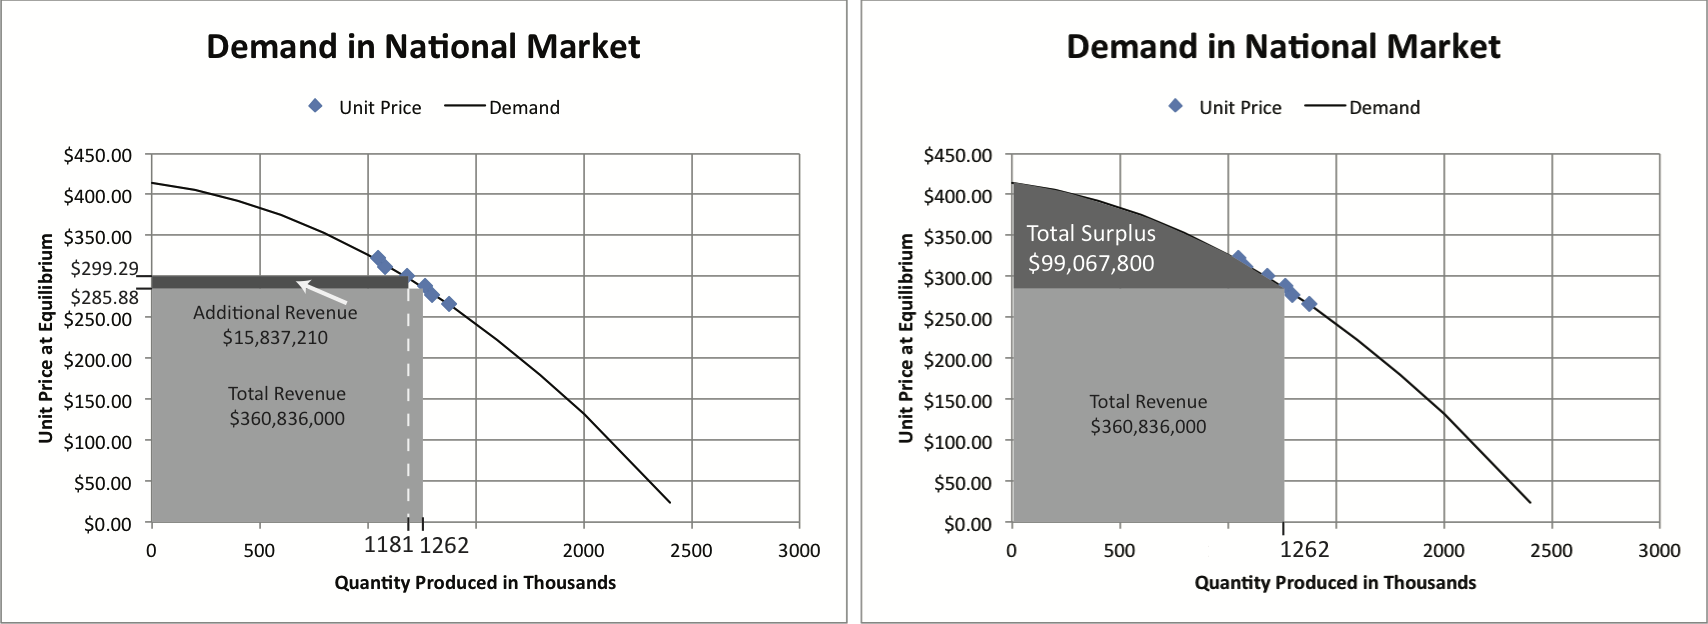 Demand in National Market
Unit Price Demand
Unit Price at Equilibrium
$450.00
$400.00
$350.00
$299.29
$285.88
$250.00
$200.00
$150.00
$100.00
$50.00
$0.00
Additional Revenue
$15,837,210
Total Revenue
$360,836,000
0 500 1181 1262 2000 2500 3000
Quantity Produced in Thousands
Demand in National Market
Unit Price Demand
Unit Price at Equilibrium
$450.00
$400.00
$350.00
$300.00
$250.00
$200.00
$150.00
$100.00
$50.00
$0.00
Total Surplus
$99,067,800
Total Revenue
$360,836,000
0 500 1262 2000 2500 3000
Quantity Produced in Thousands